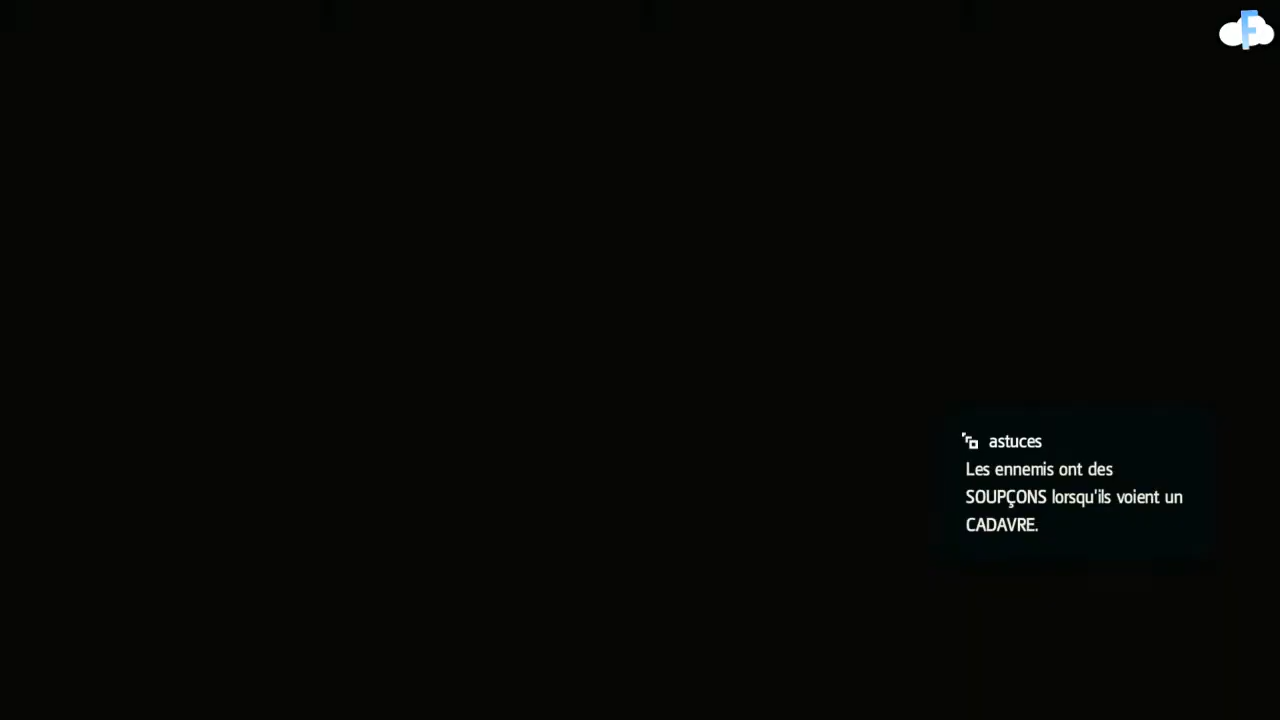 F
astuces
Les ennemis ont des
SOUPÇONS lorsqu'ils voient un
CADAVRE.